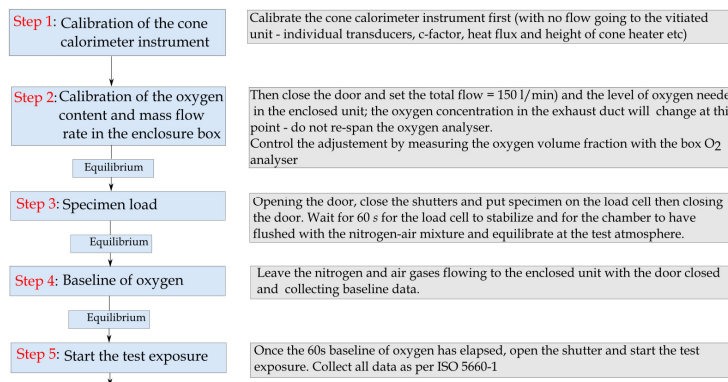 Step 1: Calibration of the cone
calorimeter instrument
Calibrate the cone calorimeter instrument first (with no flow going to the vitiated
unit - individual transducers, c-factor, heat flux and height of cone heater etc)
Step 2: Calibration of the oxygen
content and mass flow
rate in the enclosure box
Then close the door and set the total flow = 150 l/min) and the level of oxygen neede
in the enclosed unit; the oxygen concentration in the exhaust duct will change at thi
point - do not re-span the oxygen analyser.
Control the adjustement by measuring the oxygen volume fraction with the box O2
analyser
Equilibrium
Step 3: Specimen load
Opening the door, close the shutters and put specimen on the load cell then closing
the door. Wait for 60 s for the load cell to stabilize and for the chamber to have
flushed with the nitrogen-air mixture and equilibrate at the test atmosphere.
Equilibrium
Step 4: Baseline of oxygen
Leave the nitrogen and air gases flowing to the enclosed unit with the door closed
and collecting baseline data.
Equilibrium
Step 5: Start the test exposure
Once the 60s baseline of oxygen has elapsed, open the shutter and start the test
exposure. Collect all data as per ISO 5660-1